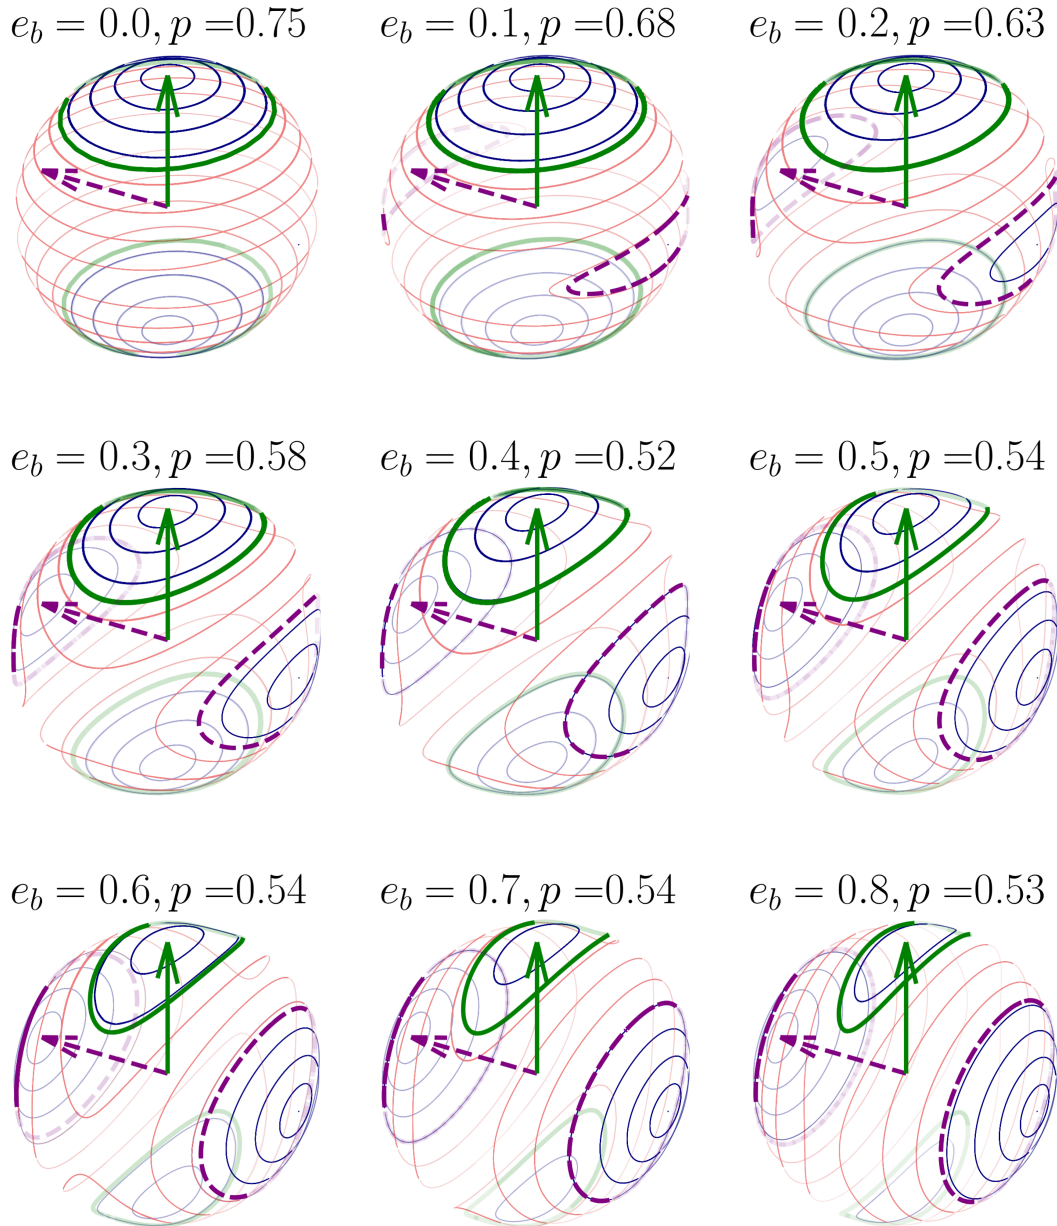 e_b = 0.0, p =0.75
e_b = 0.1, p =0.68
e_b = 0.2, p =0.63
e_b = 0.3, p =0.58
e_b = 0.4, p =0.52
e_b = 0.5, p =0.54
e_b = 0.6, p =0.54
e_b = 0.7, p =0.54
e_b = 0.8, p =0.53